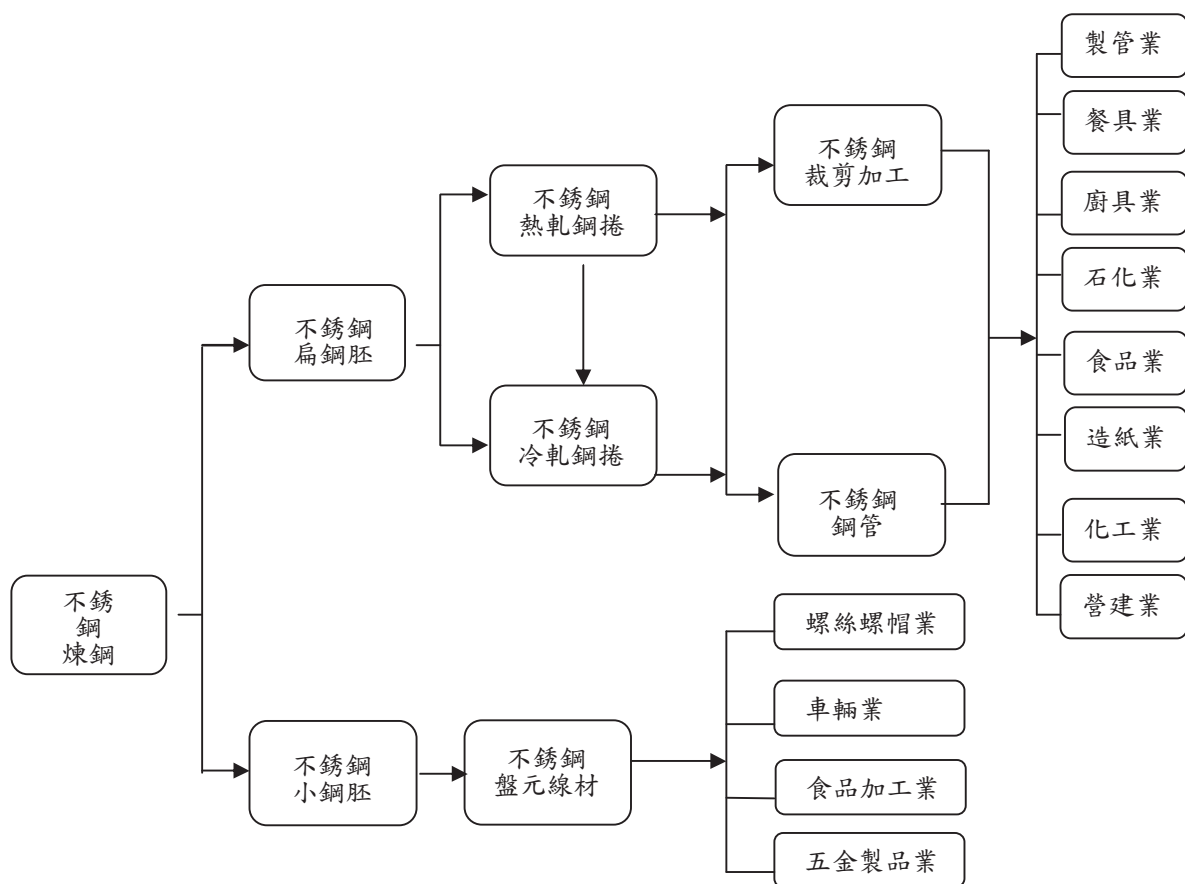 不銹
鋼
煉鋼
不銹鋼
扁鋼胚
不銹鋼
熱軋鋼捲
不銹鋼
冷軋鋼捲
不銹鋼
裁剪加工
不銹鋼
鋼管
製管業
餐具業
廚具業
石化業
食品業
造紙業
化工業
營建業
不銹鋼
小鋼胚
不銹鋼
盤元線材
螺絲螺帽業
車輛業
食品加工業
五金製品業